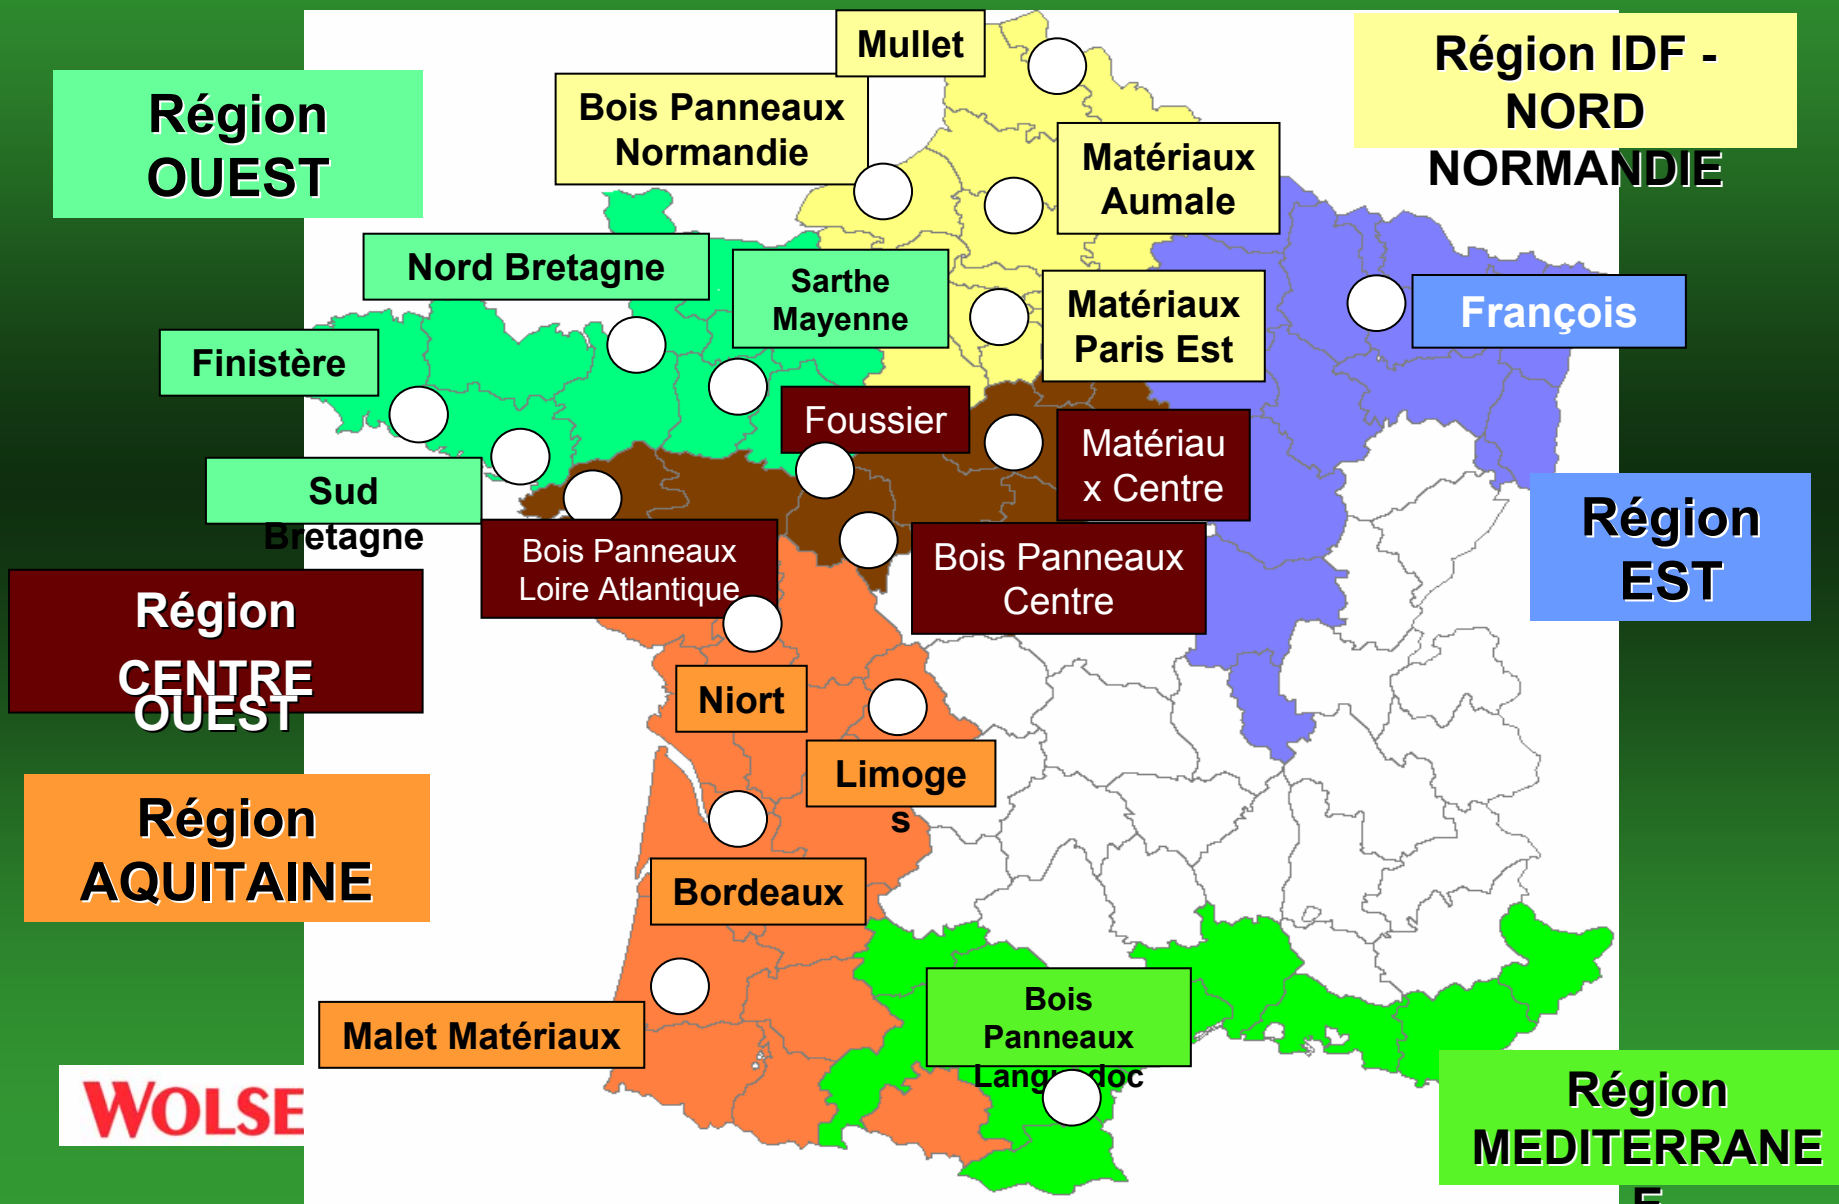 Mullet
Région IDF -
NORD
NORMANDIE
Région
OUEST
Bois Panneaux
Normandie
Matériaux
Aumale
Nord Bretagne
Sarthe
Mayenne
Matériaux
Paris Est
François
Finistère
Foussier
Matériau
x Centre
Sud
Bretagne
Région
EST
Bois Panneaux
Loire Atlantique
Bois Panneaux
Centre
Région
CENTRE
OUEST
Niort
Limoge
s
Région
AQUITAINE
Bordeaux
Malet Matériaux
Bois
Panneaux
Languedoc
WOLSE
Région
MEDITERRANE
E